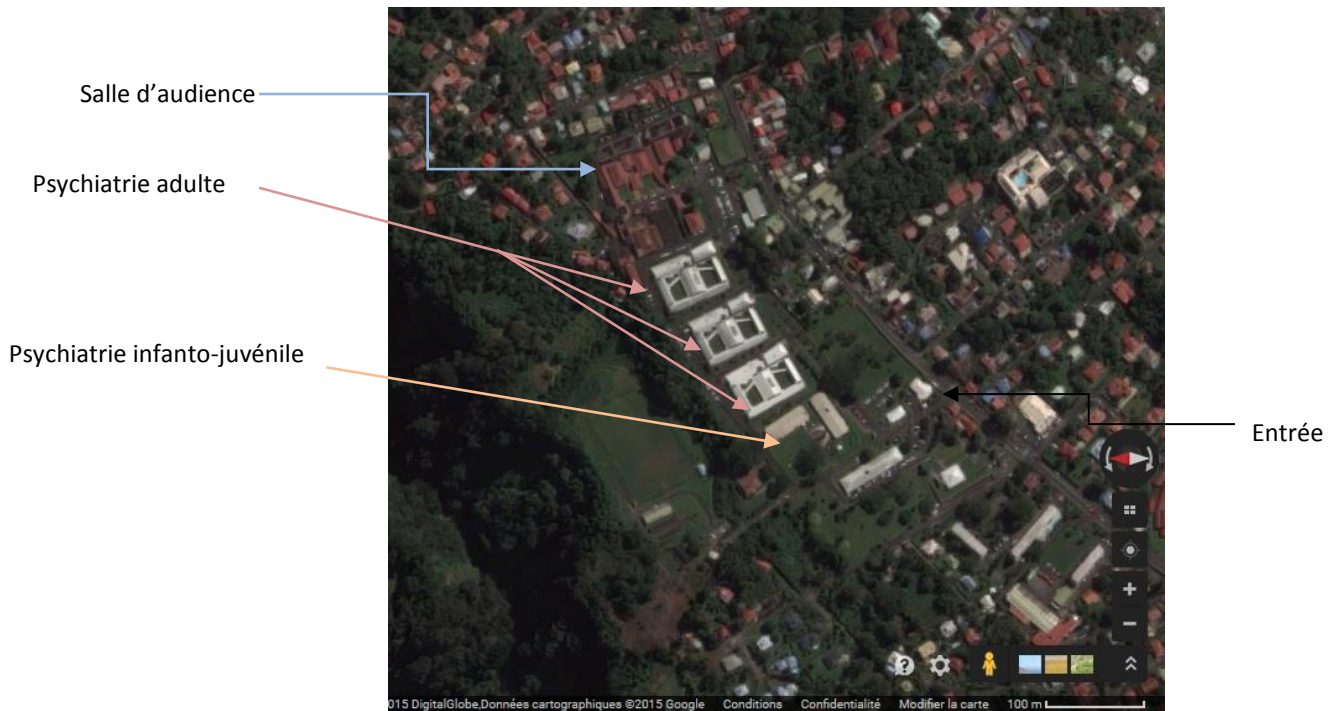 Salle d'audience
Psychiatrie adulte
Psychiatrie infanto-juvénile
Entrée
015 DigitalGlobe,Données cartographiques ©2015 Google Conditions Confidentialité Modifier la carte 100 m